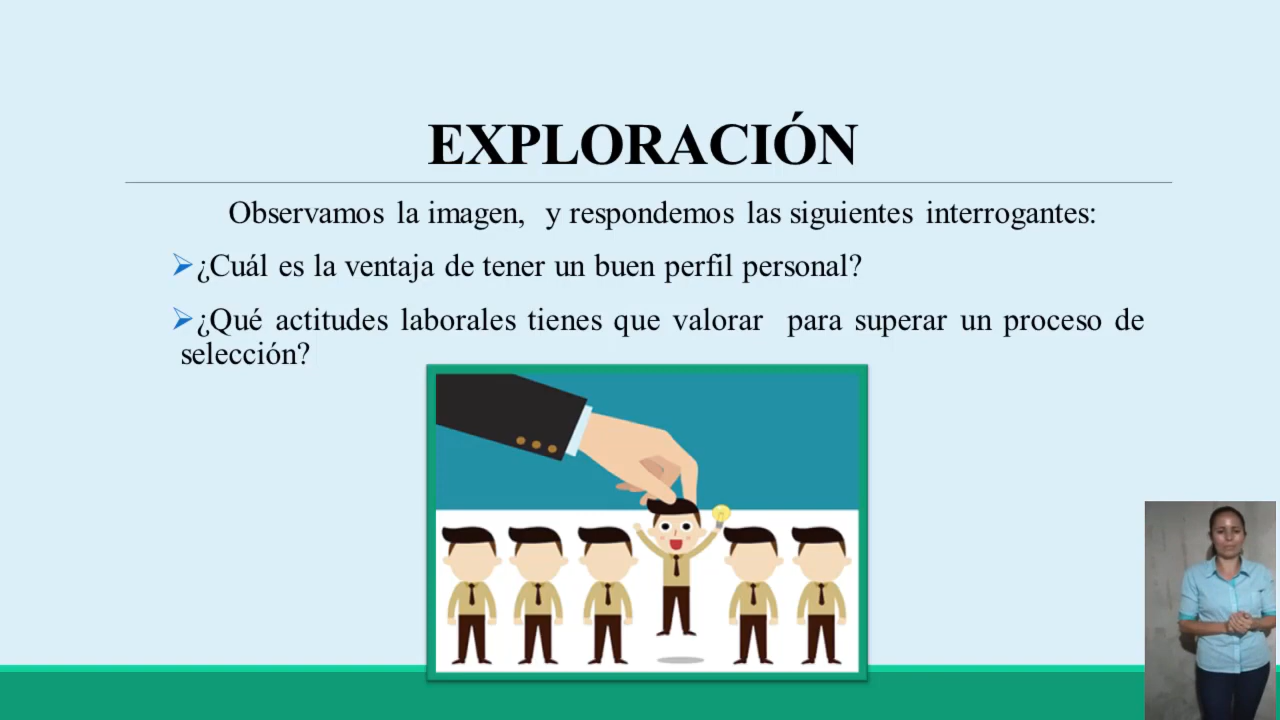 EXPLORACIÓN
Observamos la imagen, y respondemos las siguientes interrogantes:
¿Cuál es la ventaja de tener un buen perfil personal?
¿Qué actitudes laborales tienes que valorar para superar un proceso de
selección?